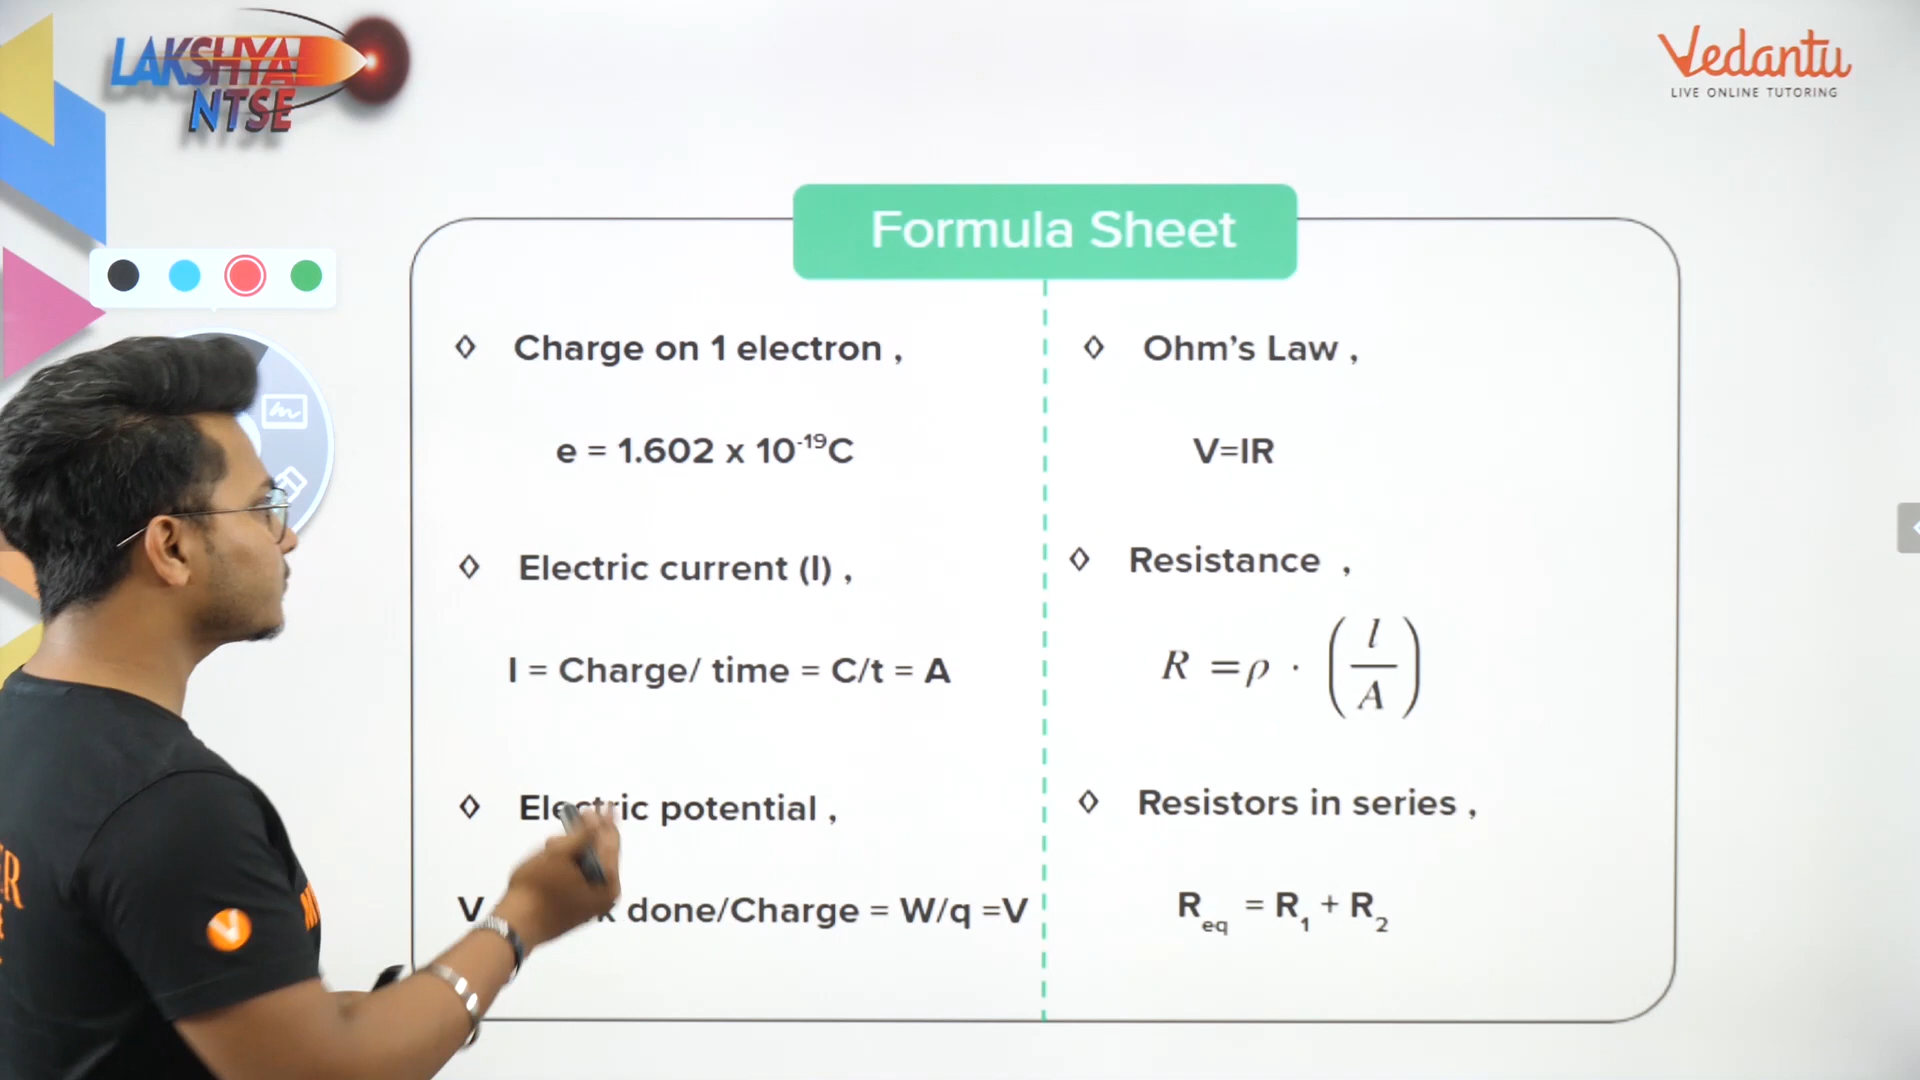 LAKSHYA
NTSE
Vedantu
LIVE ONLINE TUTORING
Formula Sheet
◊ Charge on 1 electron ,
e = 1.602 x 10⁻¹⁹C
◊ Electric current (I) ,
I = Charge/ time = C/t = A
◊ Electric potential ,
V done/Charge = W/q =V
◊ Ohm’s Law ,
V=IR
◊ Resistance ,
R = ρ · (l/A)
◊ Resistors in series ,
R_eq = R₁ + R₂